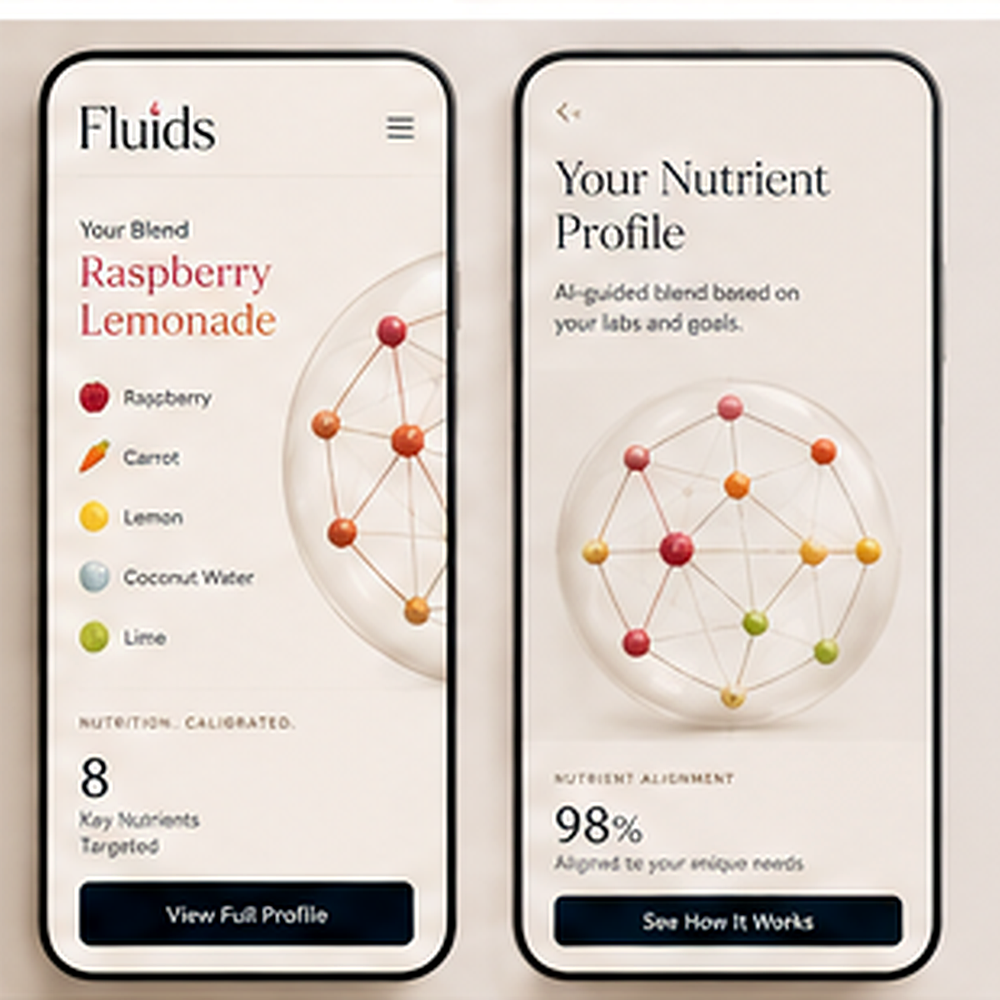 Fluids
Your Blend
Raspberry
Lemonade
Raspberry
Carrot
Lemon
Coconut Water
Lime
NUTRITION. CALIBRATED.
8
Key Nutrients
Targeted
View Full Profile
Your Nutrient
Profile
AI-guided blend based on
your labs and goals.
NUTRIENT ALIGNMENT
98%
Aligned to your unique needs
See How It Works